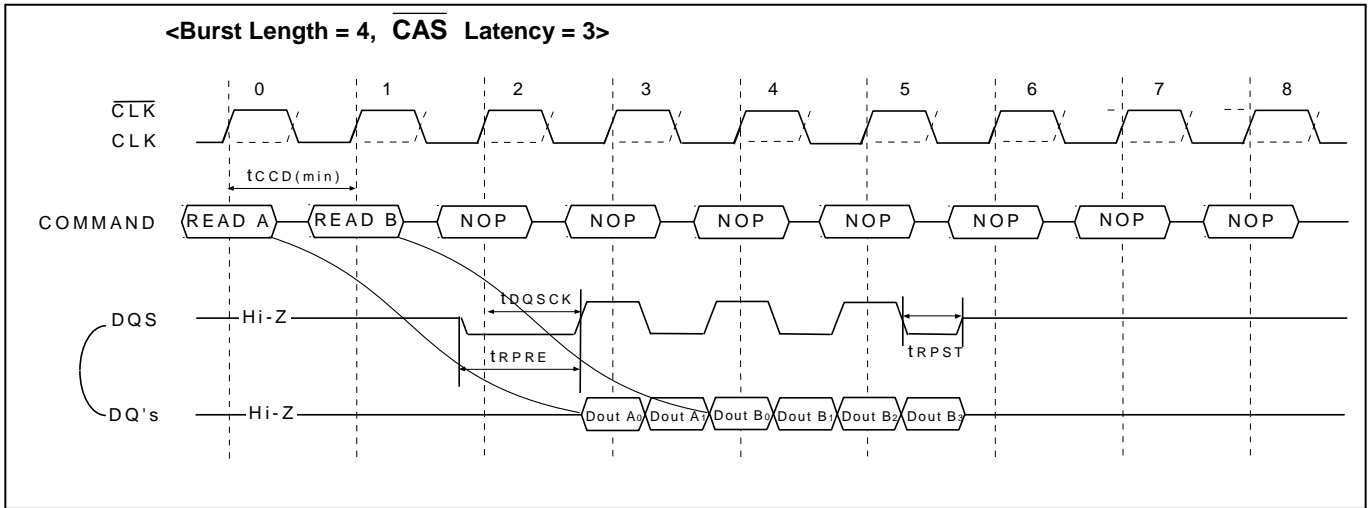 <Burst Length = 4, CAS Latency = 3>
0 1 2 3 4 5 6 7 8
CLK
CLK
tCCD(min)
COMMAND READ A READ B NOP NOP NOP NOP NOP NOP NOP
tDQSCK
DQS Hi-Z
tRPST
tRPRE
DQ's Hi-Z Dout A0 Dout A1 Dout B0 Dout B1 Dout B2 Dout B3